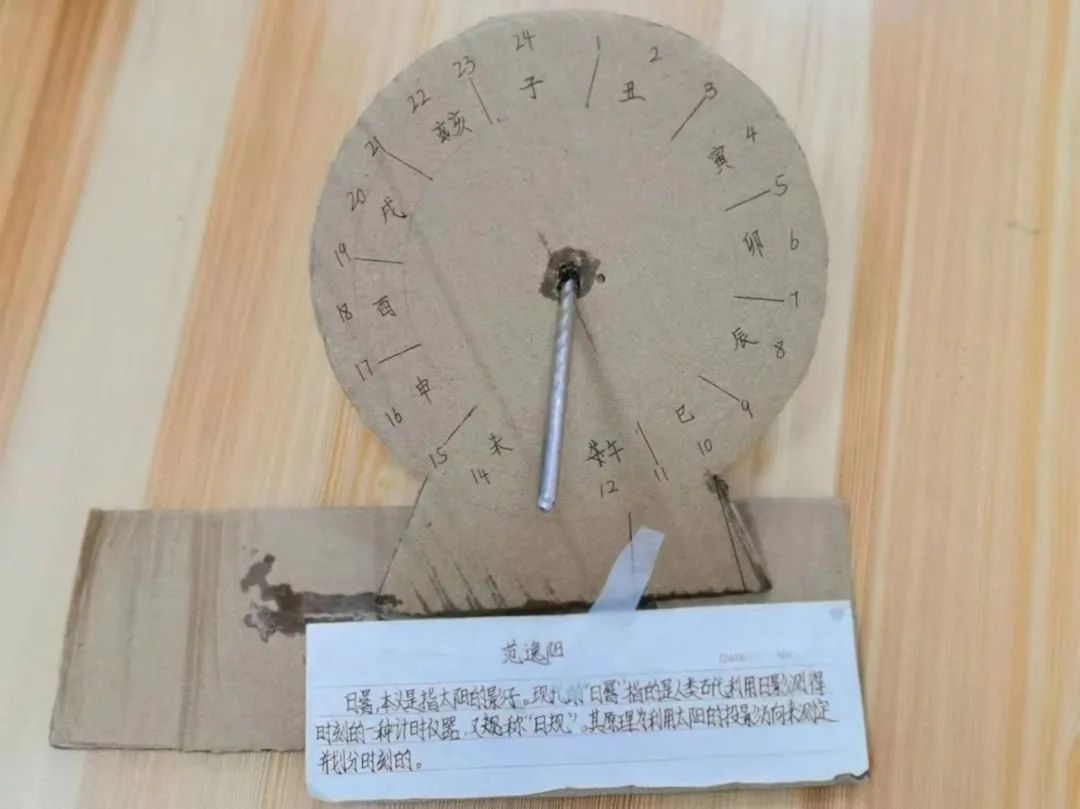 24
1
2
3
4
5
6
7
8
9
10
11
12
14
15
16
17
18
19
20
21
22
23
子
丑
寅
卯
辰
巳
午
未
申
酉
戌
亥
范逸阳
Date No
日晷,本义是指太阳的影子。现代的"日晷"指的是人类古代利用日影测得
时刻的一种计时仪器,又称"日规"。其原理为利用太阳的投影方向来测定
并划分时刻的。